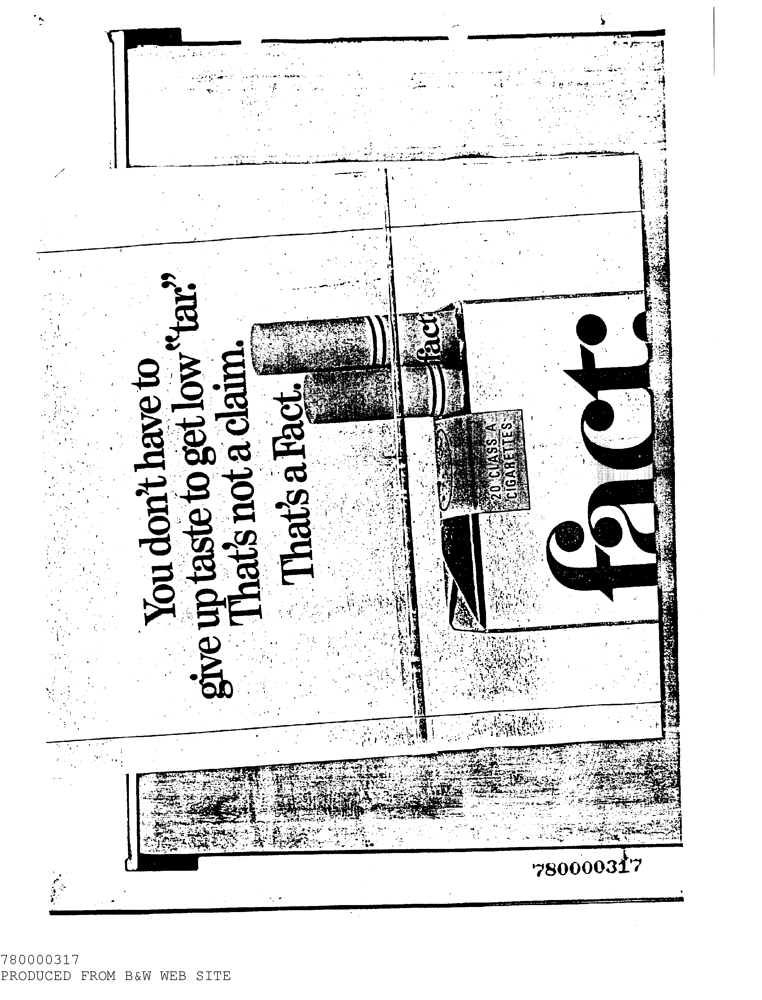 You don't have to
give up taste to get low “tar.”
That's not a claim.
That's a Fact.
fact.
20 CLASS A
CIGARETTES
fact.
780000317
780000317
PRODUCED FROM B&W WEB SITE